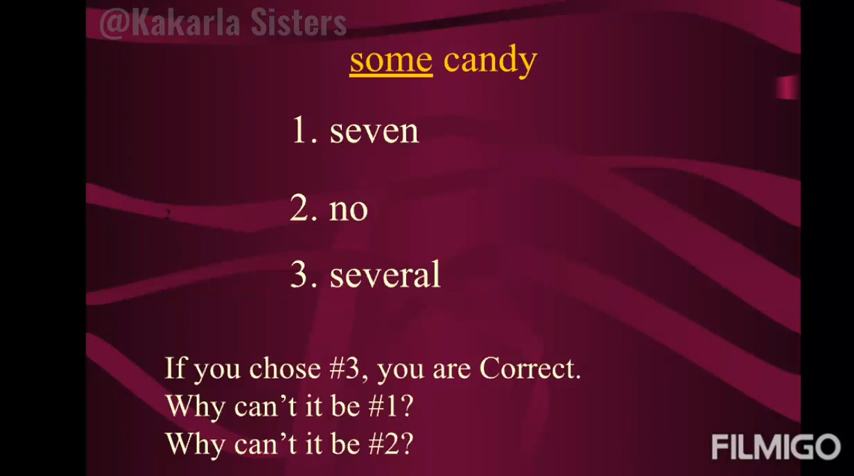 @Kakarla Sisters
some candy
1. seven
2. no
3. several
If you chose #3, you are Correct.
Why can't it be #1?
Why can't it be #2?
FILMIGO